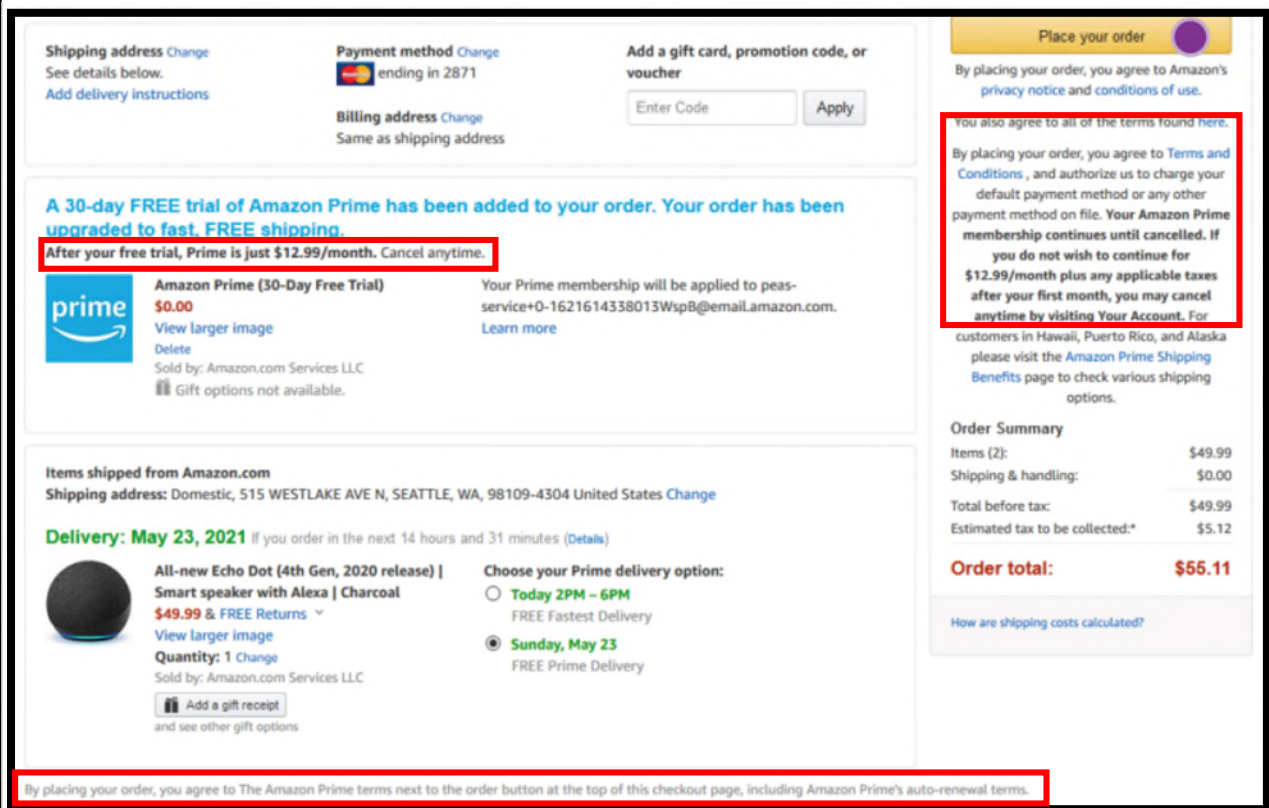 Shipping address Change
See details below.
Add delivery instructions
Payment method Change
ending in 2871
Billing address Change
Same as shipping address
Add a gift card, promotion code, or
voucher
Enter Code
Apply
A 30-day FREE trial of Amazon Prime has been added to your order. Your order has been
upgraded to fast, FREE shipping.
After your free trial, Prime is just $12.99/month. Cancel anytime.
prime
Amazon Prime (30-Day Free Trial)
$0.00
View larger image
Delete
Sold by: Amazon.com Services LLC
Gift options not available.
Your Prime membership will be applied to peas-
service+0-1621614338013WspB@email.amazon.com.
Learn more
Items shipped from Amazon.com
Shipping address: Domestic, 515 WESTLAKE AVE N, SEATTLE, WA, 98109-4304 United States Change
Delivery: May 23, 2021 If you order in the next 14 hours and 31 minutes (Details)
All-new Echo Dot (4th Gen, 2020 release) |
Smart speaker with Alexa | Charcoal
$49.99 & FREE Returns
View larger image
Quantity: 1 Change
Sold by: Amazon.com Services LLC
Add a gift receipt
and see other gift options
Choose your Prime delivery option:
Today 2PM – 6PM
FREE Fastest Delivery
Sunday, May 23
FREE Prime Delivery
By placing your order, you agree to The Amazon Prime terms next to the order button at the top of this checkout page, including Amazon Prime's auto-renewal terms.
Place your order
By placing your order, you agree to Amazon's
privacy notice and conditions of use.
You also agree to all of the terms found here.
By placing your order, you agree to Terms and
Conditions , and authorize us to charge your
default payment method or any other
payment method on file. Your Amazon Prime
membership continues until cancelled. If
you do not wish to continue for
$12.99/month plus any applicable taxes
after your first month, you may cancel
anytime by visiting Your Account. For
customers in Hawaii, Puerto Rico, and Alaska
please visit the Amazon Prime Shipping
Benefits page to check various shipping
options.
Order Summary
Items (2): $49.99
Shipping & handling: $0.00
Total before tax: $49.99
Estimated tax to be collected:* $5.12
Order total: $55.11
How are shipping costs calculated?